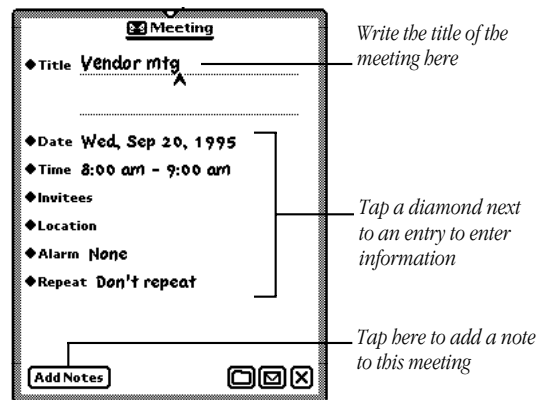 Meeting
Write the title of the
meeting here
◆Title Vendor mtg
◆Date Wed, Sep 20, 1995
◆Time 8:00 am - 9:00 am
◆Invitees
◆Location
◆Alarm None
◆Repeat Don't repeat
Tap a diamond next
to an entry to enter
information
Tap here to add a note
to this meeting
Add Notes